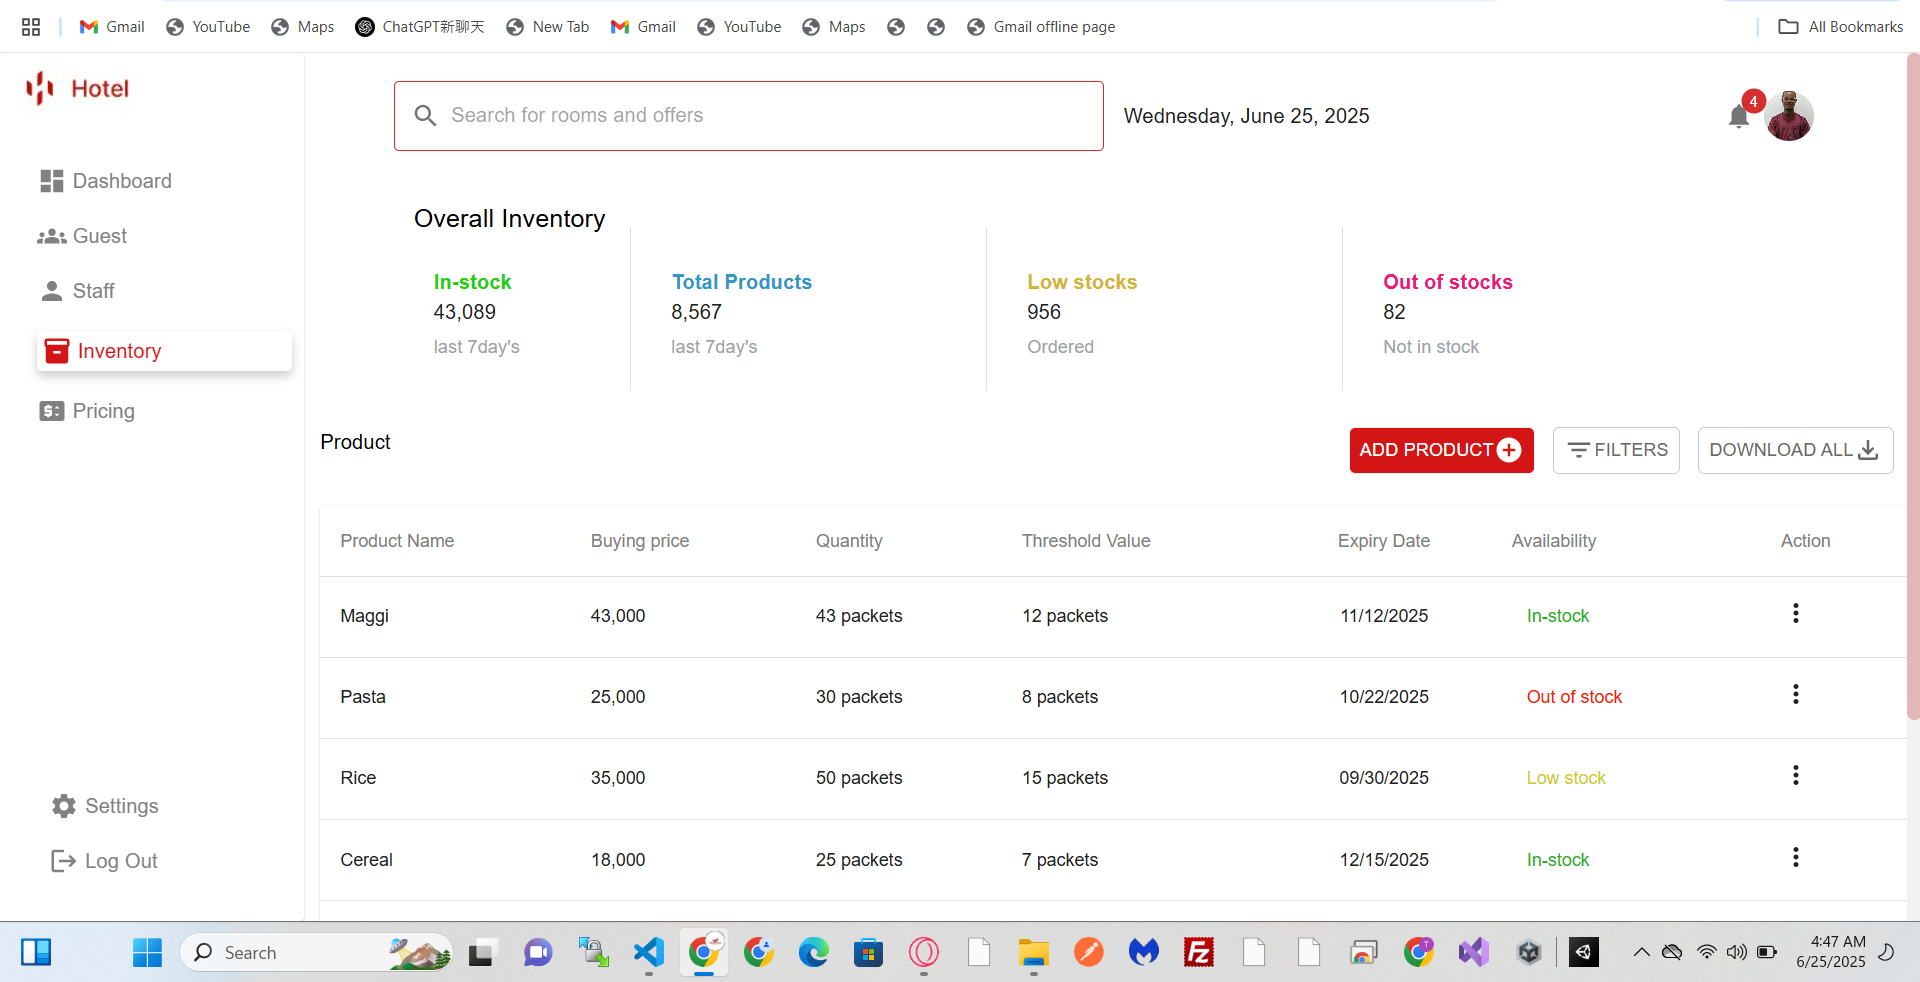 Gmail YouTube Maps ChatGPT新聊天 New Tab Gmail YouTube Maps Gmail offline page All Bookmarks
Hotel
Search for rooms and offers
Wednesday, June 25, 2025
4
Dashboard
Guest
Staff
Inventory
Pricing
Settings
Log Out
Overall Inventory
In-stock
43,089
last 7day's
Total Products
8,567
last 7day's
Low stocks
956
Ordered
Out of stocks
82
Not in stock
Product
ADD PRODUCT
FILTERS
DOWNLOAD ALL
Product Name Buying price Quantity Threshold Value Expiry Date Availability Action
Maggi 43,000 43 packets 12 packets 11/12/2025 In-stock
Pasta 25,000 30 packets 8 packets 10/22/2025 Out of stock
Rice 35,000 50 packets 15 packets 09/30/2025 Low stock
Cereal 18,000 25 packets 7 packets 12/15/2025 In-stock
Search
4:47 AM
6/25/2025